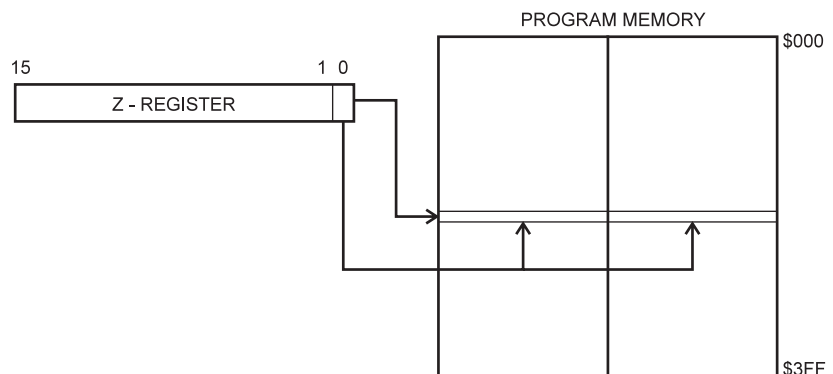 PROGRAM MEMORY
$000
15 1 0
Z - REGISTER
$3FF